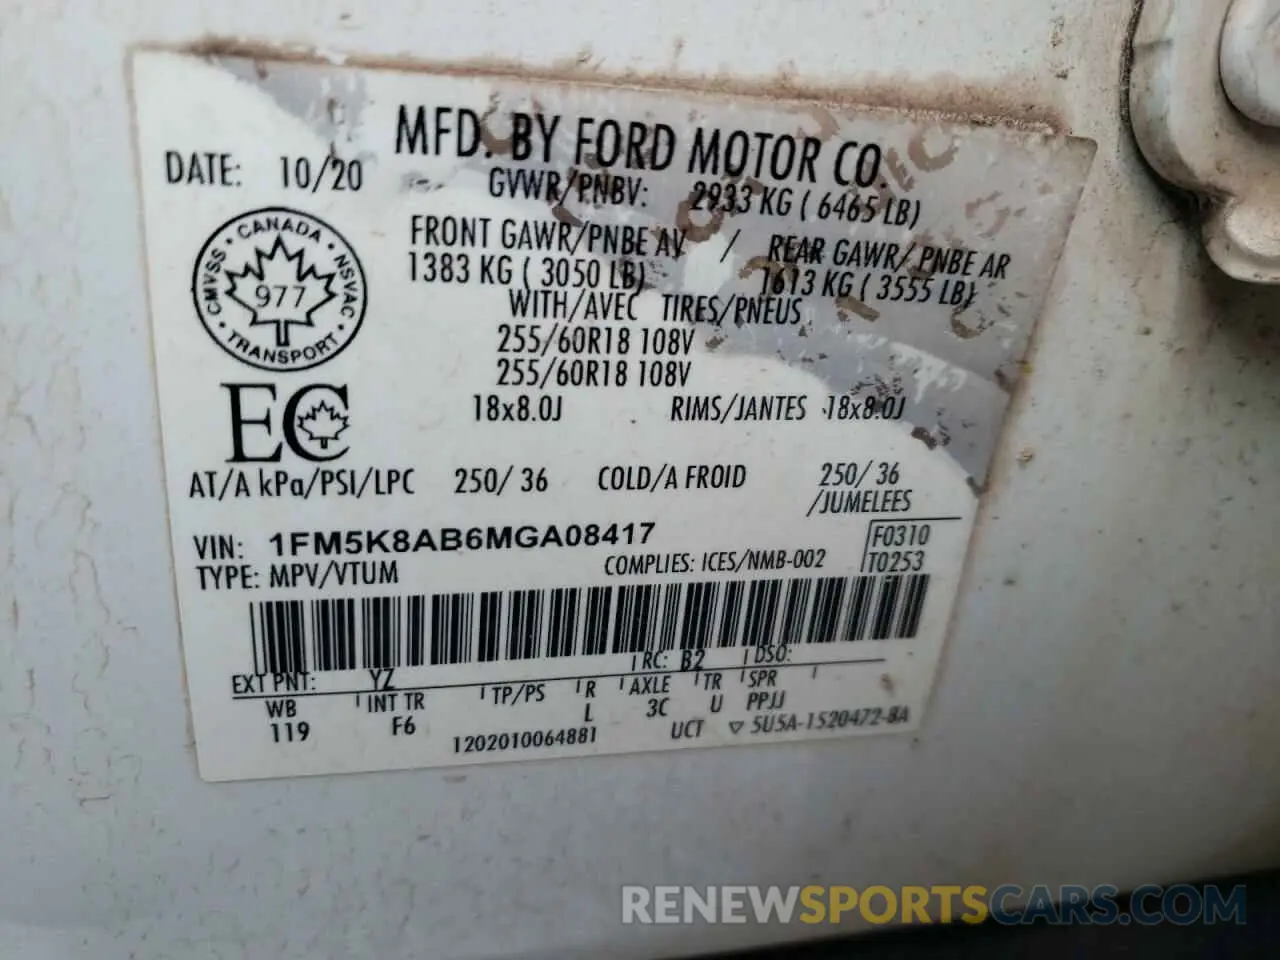 MFD. BY FORD MOTOR CO.
DATE: 10/20
GVWR/PNBV: 2933 KG ( 6465 LB)
FRONT GAWR/PNBE AV / REAR GAWR/ PNBE AR
1383 KG ( 3050 LB) 1613 KG ( 3555 LB)
WITH/AVEC TIRES/PNEUS
255/60R18 108V
255/60R18 108V
18x8.0J RIMS/JANTES 18x8.0J
CANADA
CMVSS NSVAC
977
TRANSPORT
EC
AT/A kPa/PSI/LPC 250/ 36 COLD/A FROID 250/ 36
/JUMELEES
VIN: 1FM5K8AB6MGA08417
F0310
TYPE: MPV/VTUM COMPLIES: ICES/NMB-002 T0253
EXT PNT: YZ RC: B2 DSO:
WB INT TR TP/PS R AXLE TR SPR
119 F6 L 3C U PPJJ
1202010064881 UCT ▽ 5U5A-1520472-BA
RENEWSPORTSCARS.COM